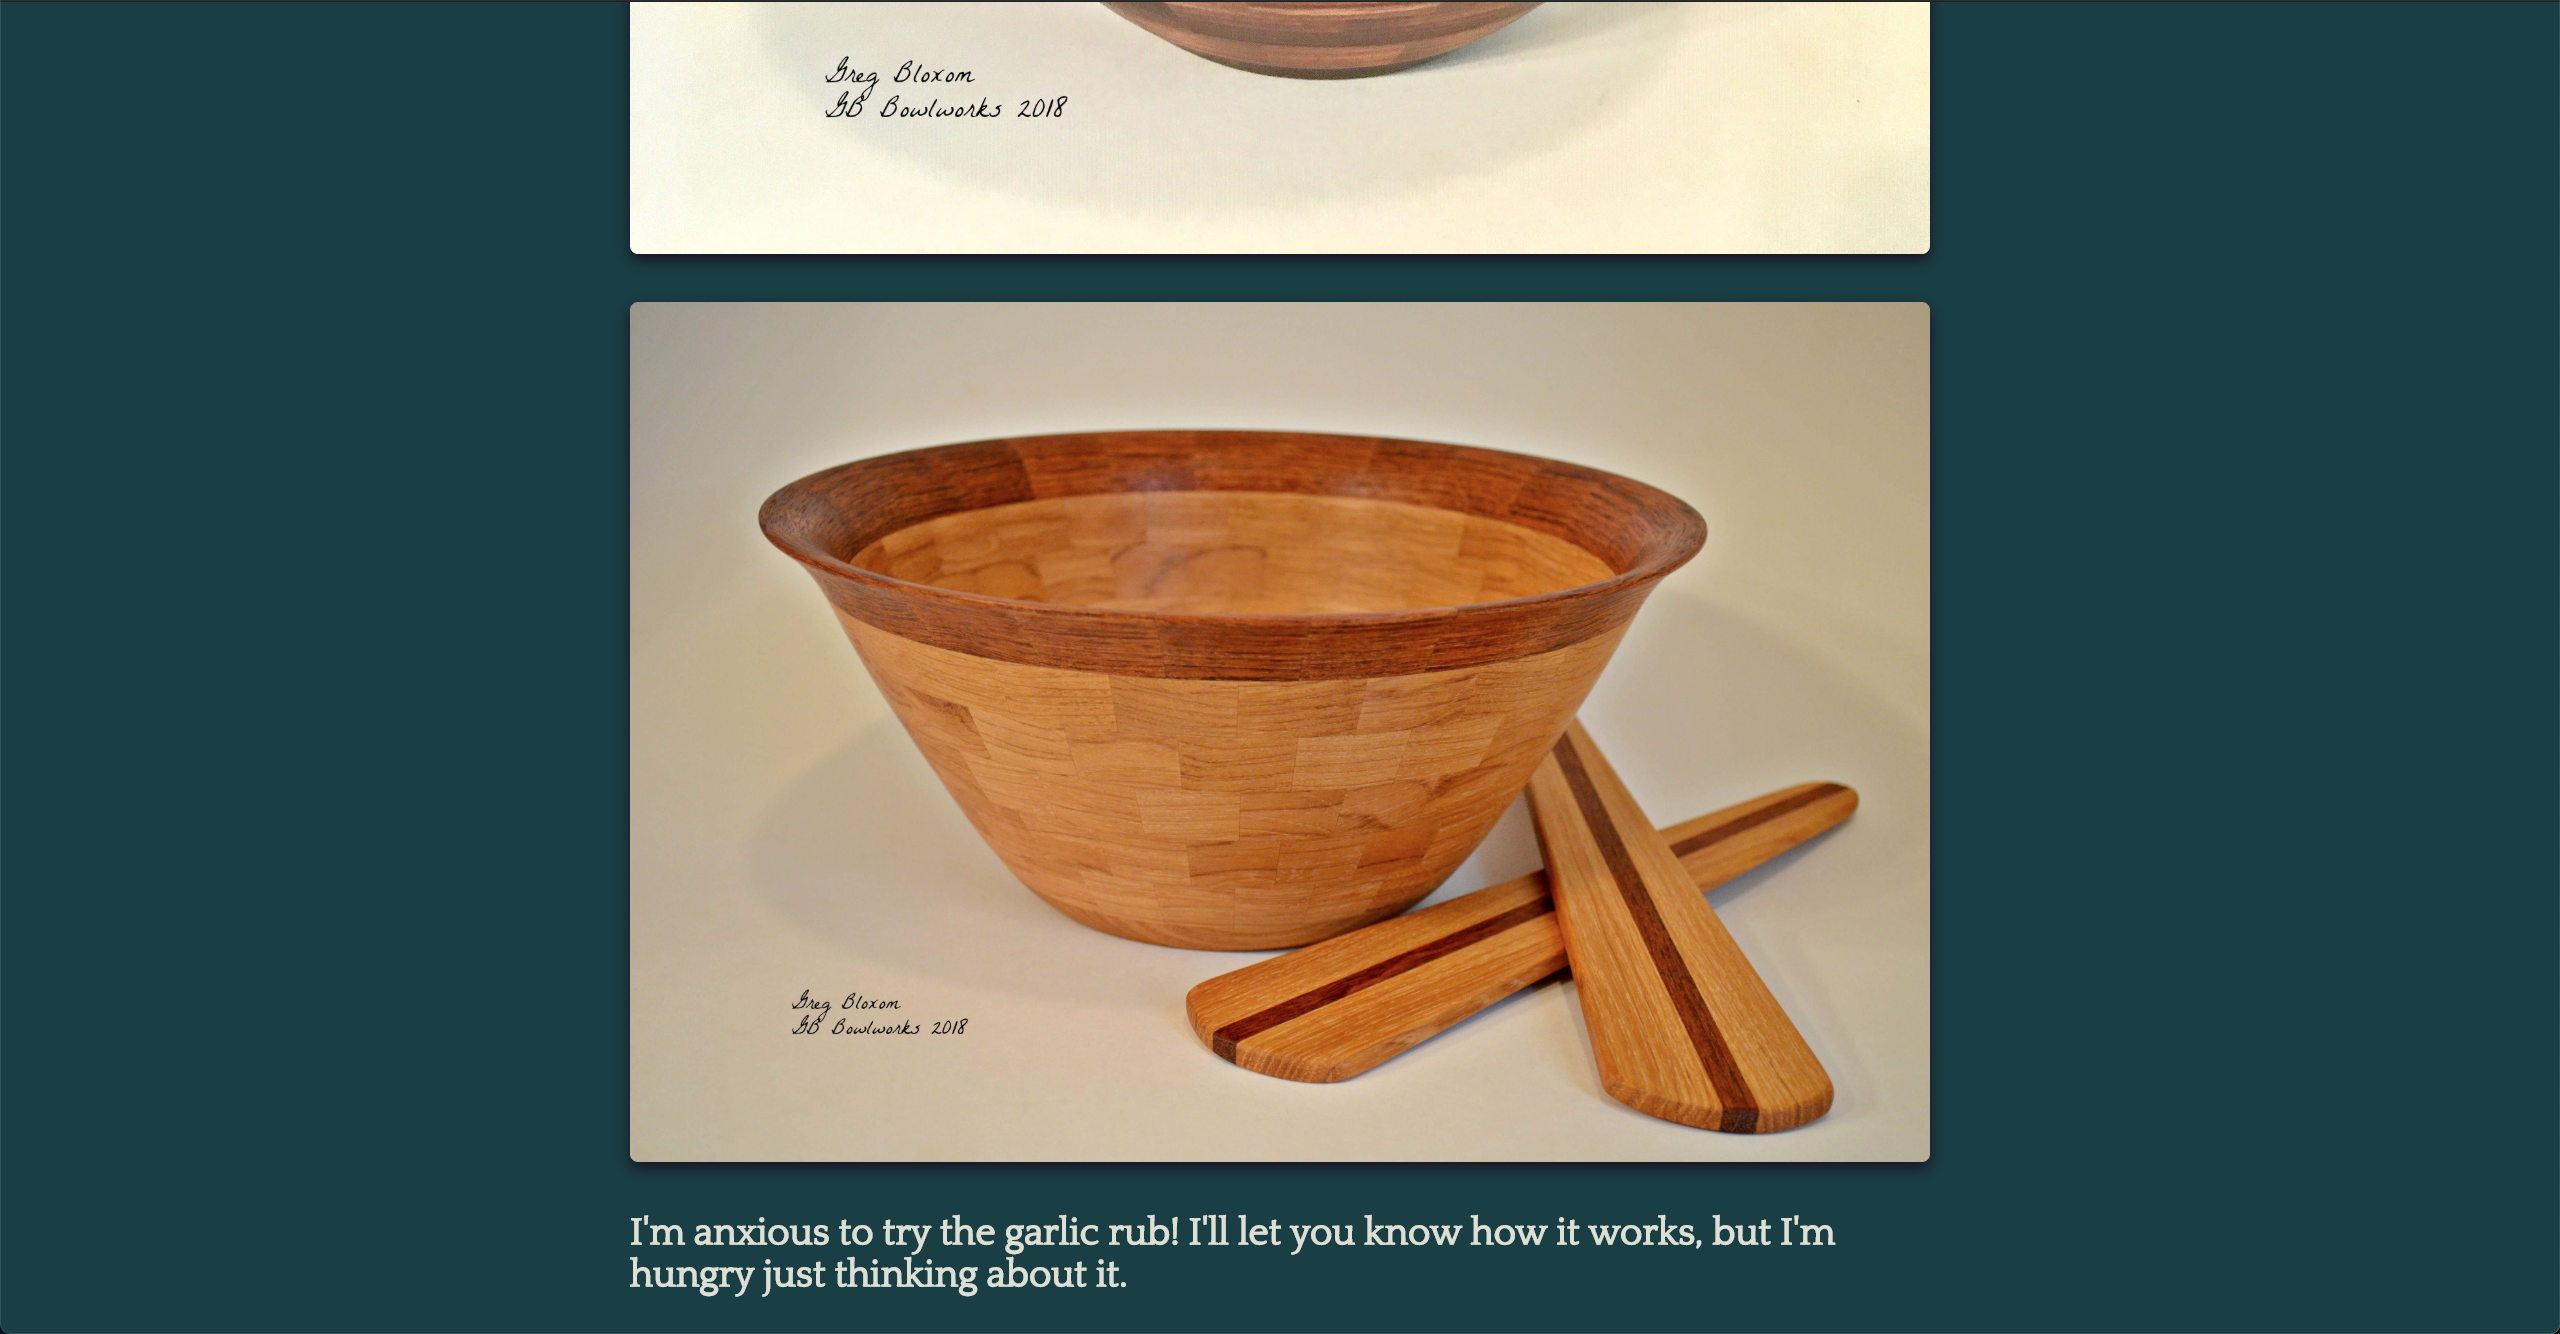 Greg Bloxom
GB Bowlworks 2018
Greg Bloxom
GB Bowlworks 2018
I'm anxious to try the garlic rub! I'll let you know how it works, but I'm
hungry just thinking about it.